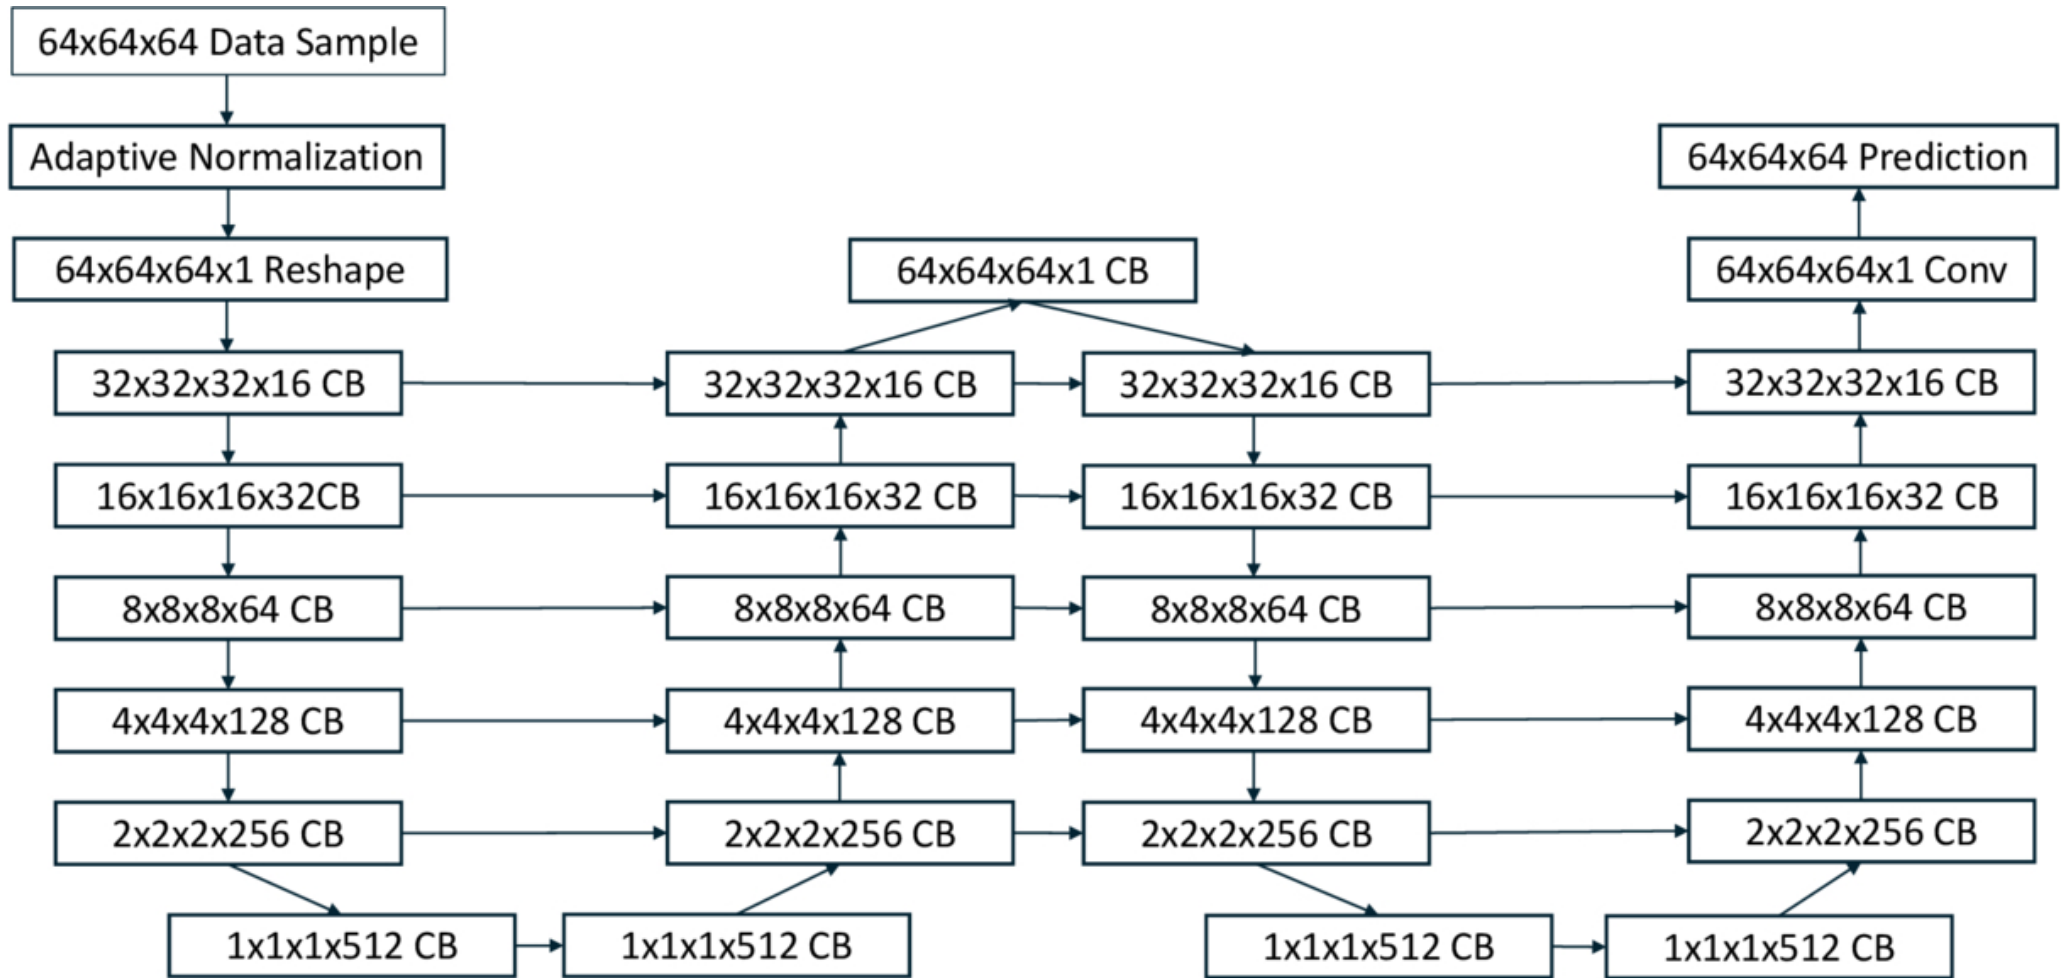 64x64x64 Data Sample
Adaptive Normalization
64x64x64x1 Reshape
32x32x32x16 CB
16x16x16x32CB
8x8x8x64 CB
4x4x4x128 CB
2x2x2x256 CB
1x1x1x512 CB
1x1x1x512 CB
2x2x2x256 CB
4x4x4x128 CB
8x8x8x64 CB
16x16x16x32 CB
32x32x32x16 CB
64x64x64x1 CB
32x32x32x16 CB
16x16x16x32 CB
8x8x8x64 CB
4x4x4x128 CB
2x2x2x256 CB
1x1x1x512 CB
1x1x1x512 CB
2x2x2x256 CB
4x4x4x128 CB
8x8x8x64 CB
16x16x16x32 CB
32x32x32x16 CB
64x64x64x1 Conv
64x64x64 Prediction